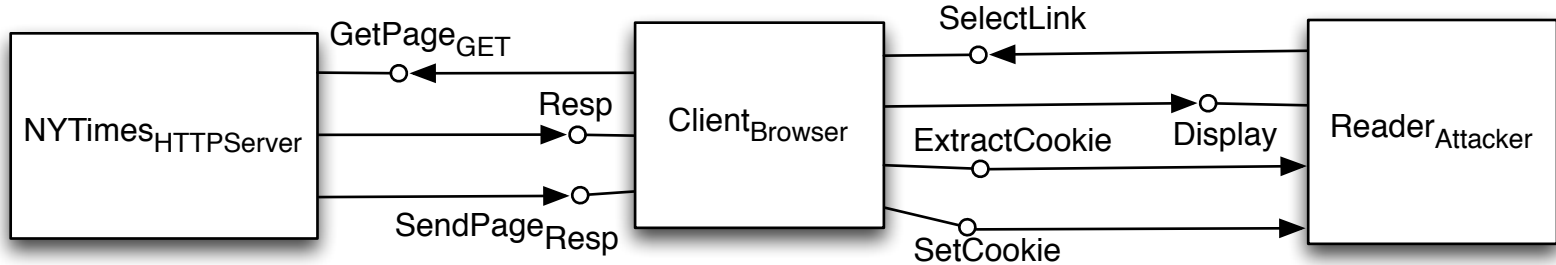 SelectLink
GetPage_GET
Resp
NYTimes_HTTPServer
Client_Browser
Reader_Attacker
Display
ExtractCookie
SendPage_Resp
SetCookie